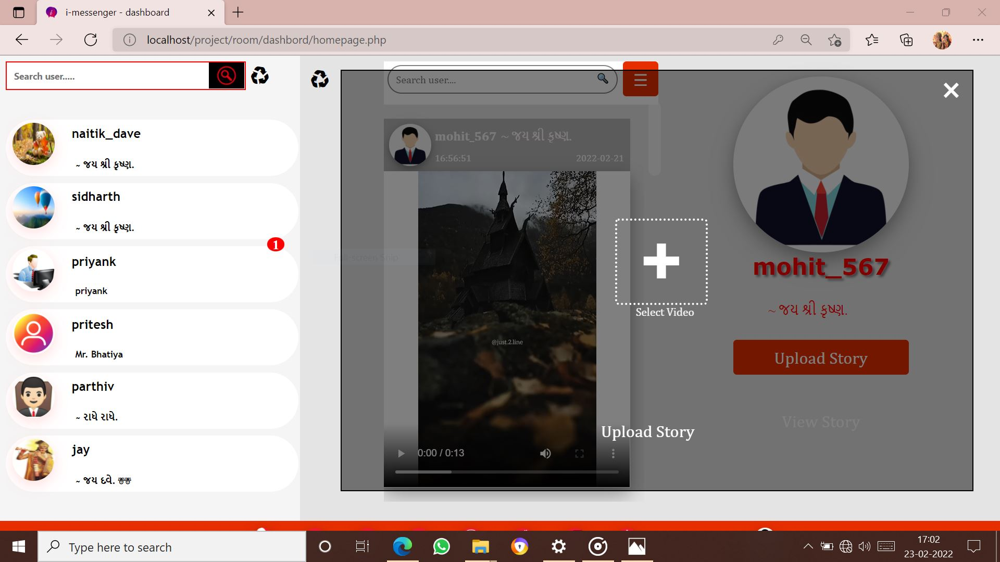 i-messenger - dashboard
localhost/project/room/dashbord/homepage.php
Search user.....
naitik_dave
~ જય શ્રી કૃષ્ણ.
sidharth
~ જય શ્રી કૃષ્ણ.
1
priyank
priyank
pritesh
Mr. Bhatiya
parthiv
~ રાધે રાધે.
jay
~ જય દવે. ➿➿
Search user....
mohit_567 ~ જય શ્રી કૃષ્ણ.
16:56:51 2022-02-21
Full-screen Snip
@just.2.line
0:00 / 0:13
Select Video
Upload Story
mohit_567
~ જય શ્રી કૃષ્ણ.
Upload Story
View Story
Type here to search
17:02
23-02-2022